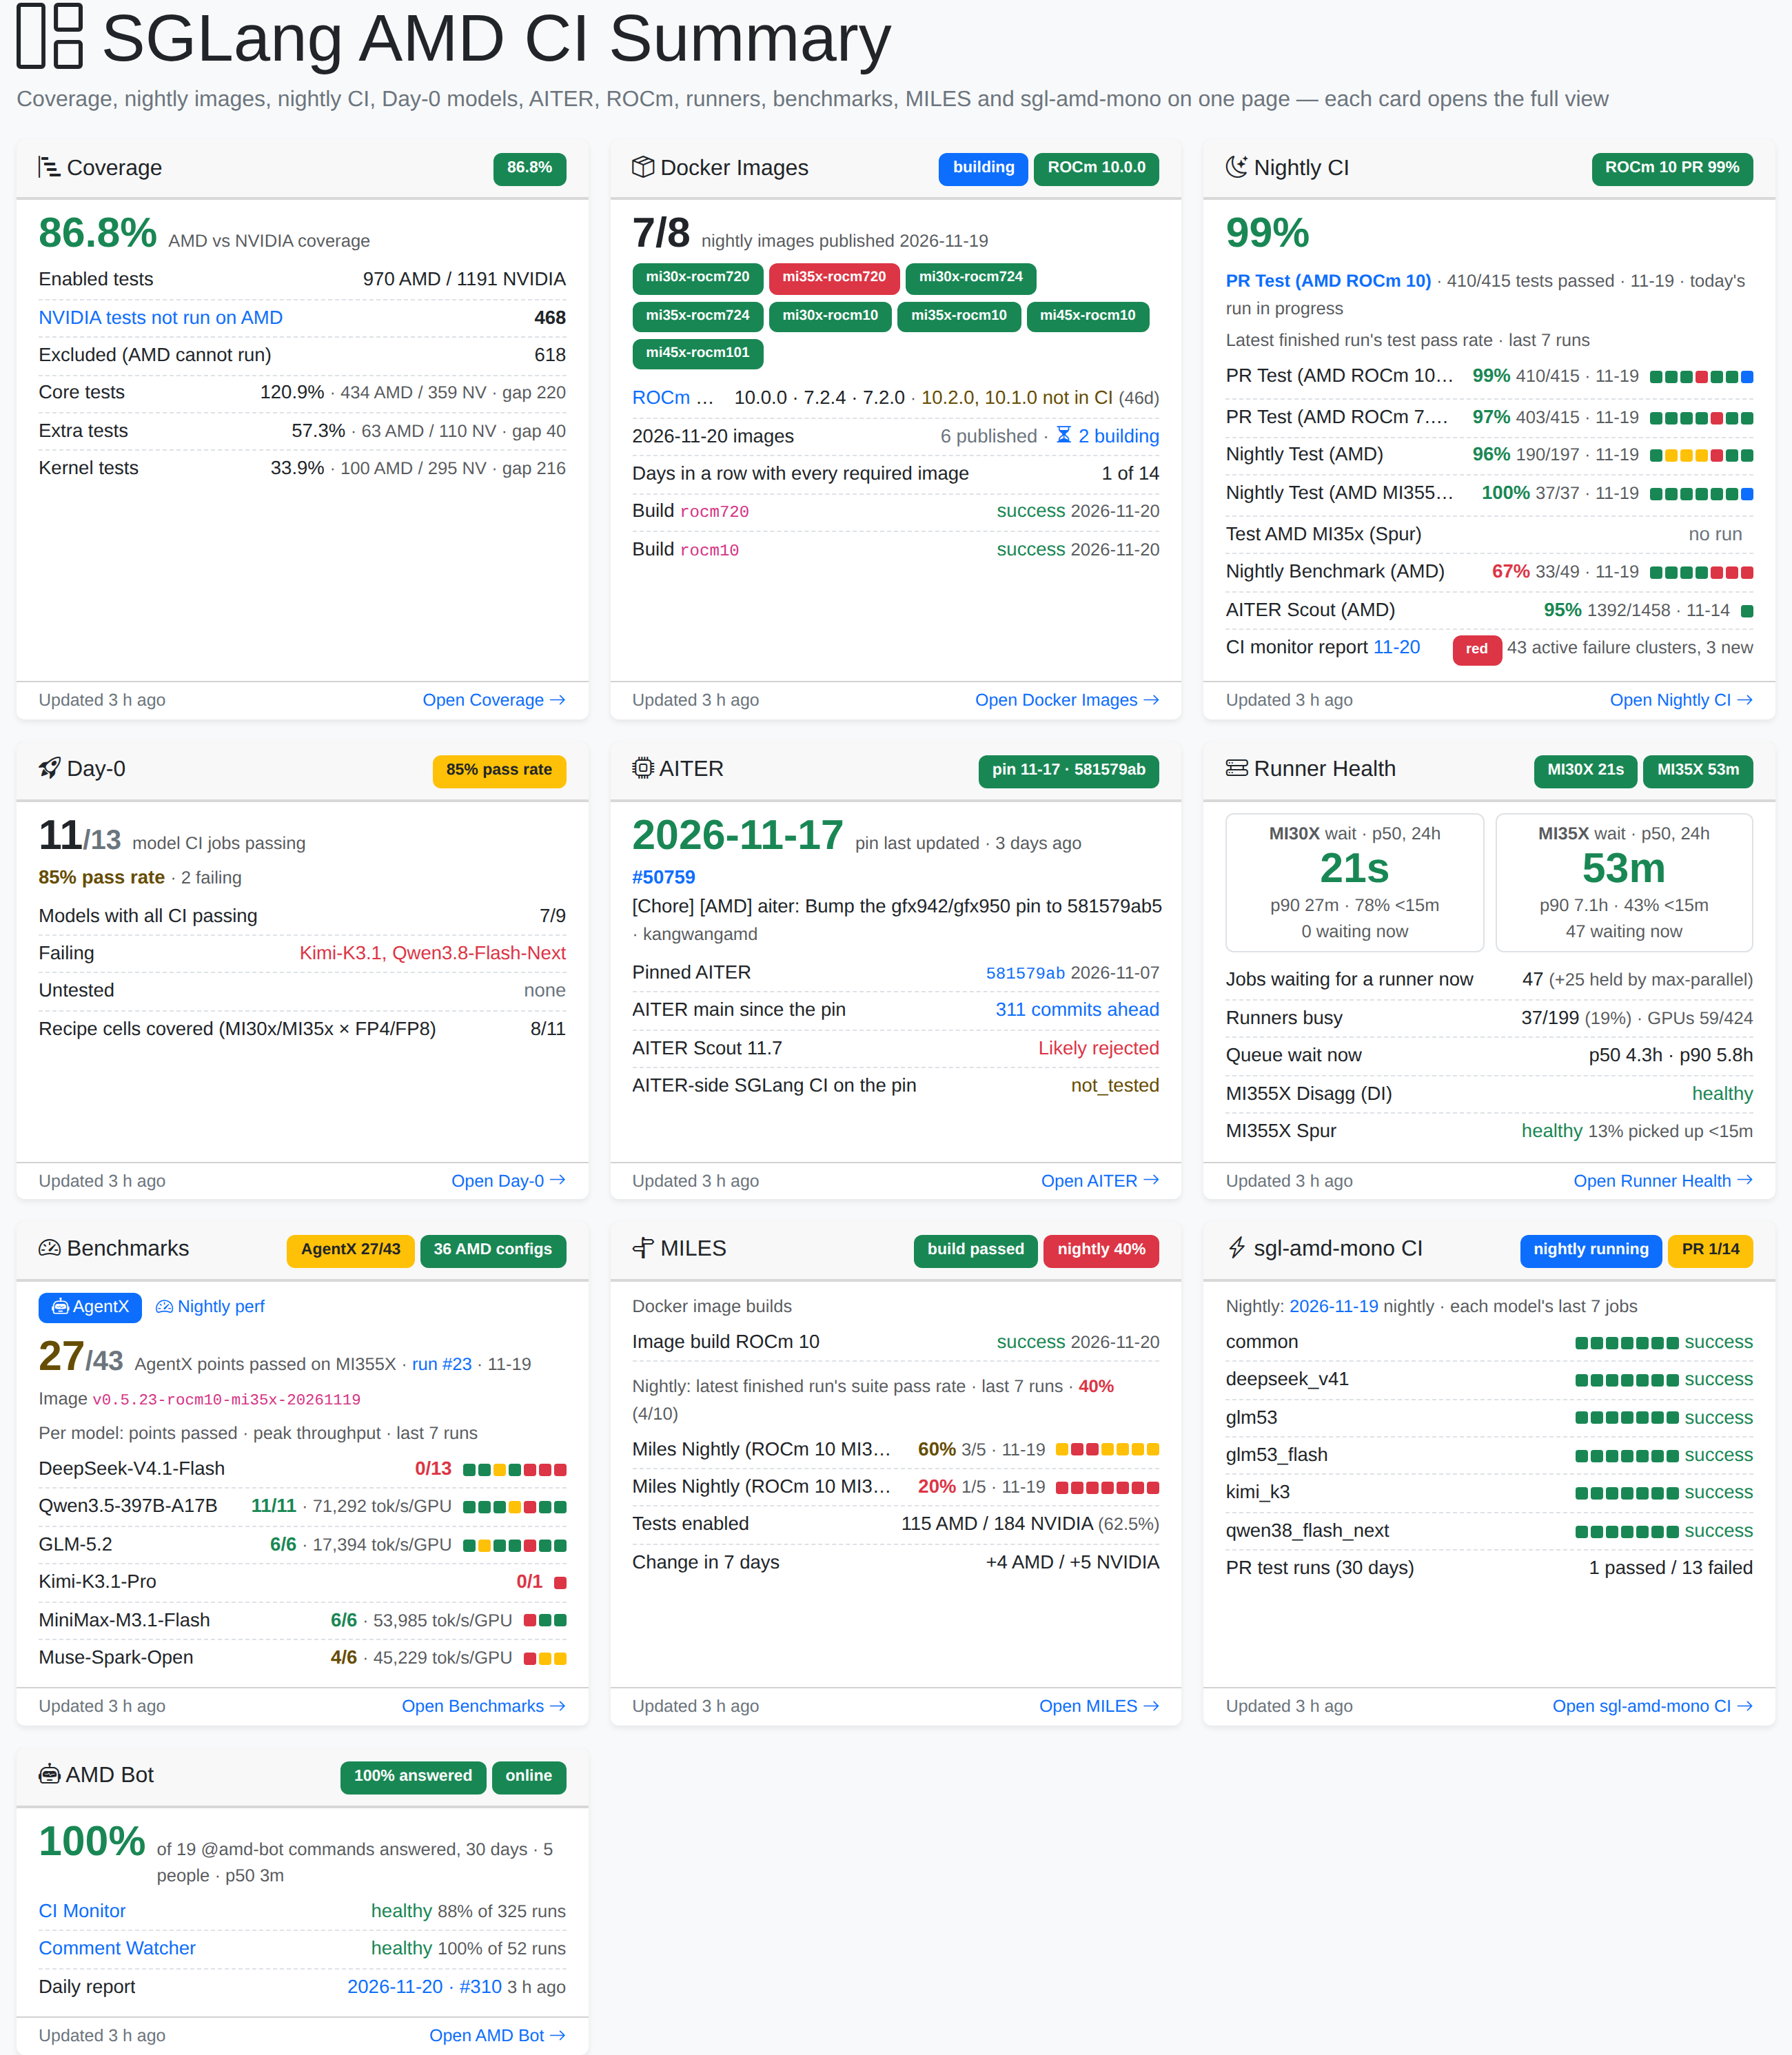 SGLang AMD CI Summary
Coverage, nightly images, nightly CI, Day-0 models, AITER, ROCm, runners, benchmarks, MILES and sgl-amd-mono on one page — each card opens the full view
Coverage 86.8%
86.8% AMD vs NVIDIA coverage
Enabled tests 970 AMD / 1191 NVIDIA
NVIDIA tests not run on AMD 468
Excluded (AMD cannot run) 618
Core tests 120.9% · 434 AMD / 359 NV · gap 220
Extra tests 57.3% · 63 AMD / 110 NV · gap 40
Kernel tests 33.9% · 100 AMD / 295 NV · gap 216
Updated 3 h ago Open Coverage →
Docker Images building ROCm 10.0.0
7/8 nightly images published 2026-11-19
mi30x-rocm720 mi35x-rocm720 mi30x-rocm724
mi35x-rocm724 mi30x-rocm10 mi35x-rocm10 mi45x-rocm10
mi45x-rocm101
ROCm ... 10.0.0 · 7.2.4 · 7.2.0 · 10.2.0, 10.1.0 not in CI (46d)
2026-11-20 images 6 published · 2 building
Days in a row with every required image 1 of 14
Build rocm720 success 2026-11-20
Build rocm10 success 2026-11-20
Updated 3 h ago Open Docker Images →
Nightly CI ROCm 10 PR 99%
99%
PR Test (AMD ROCm 10) · 410/415 tests passed · 11-19 · today's
run in progress
Latest finished run's test pass rate · last 7 runs
PR Test (AMD ROCm 10... 99% 410/415 · 11-19
PR Test (AMD ROCm 7.... 97% 403/415 · 11-19
Nightly Test (AMD) 96% 190/197 · 11-19
Nightly Test (AMD MI355... 100% 37/37 · 11-19
Test AMD MI35x (Spur) no run
Nightly Benchmark (AMD) 67% 33/49 · 11-19
AITER Scout (AMD) 95% 1392/1458 · 11-14
CI monitor report 11-20 red 43 active failure clusters, 3 new
Updated 3 h ago Open Nightly CI →
Day-0 85% pass rate
11/13 model CI jobs passing
85% pass rate · 2 failing
Models with all CI passing 7/9
Failing Kimi-K3.1, Qwen3.8-Flash-Next
Untested none
Recipe cells covered (MI30x/MI35x × FP4/FP8) 8/11
Updated 3 h ago Open Day-0 →
AITER pin 11-17 · 581579ab
2026-11-17 pin last updated · 3 days ago
#50759
[Chore] [AMD] aiter: Bump the gfx942/gfx950 pin to 581579ab5
· kangwangamd
Pinned AITER 581579ab 2026-11-07
AITER main since the pin 311 commits ahead
AITER Scout 11.7 Likely rejected
AITER-side SGLang CI on the pin not_tested
Updated 3 h ago Open AITER →
Runner Health MI30X 21s MI35X 53m
MI30X wait · p50, 24h
21s
p90 27m · 78% <15m
0 waiting now
MI35X wait · p50, 24h
53m
p90 7.1h · 43% <15m
47 waiting now
Jobs waiting for a runner now 47 (+25 held by max-parallel)
Runners busy 37/199 (19%) · GPUs 59/424
Queue wait now p50 4.3h · p90 5.8h
MI355X Disagg (DI) healthy
MI355X Spur healthy 13% picked up <15m
Updated 3 h ago Open Runner Health →
Benchmarks AgentX 27/43 36 AMD configs
AgentX Nightly perf
27/43 AgentX points passed on MI355X · run #23 · 11-19
Image v0.5.23-rocm10-mi35x-20261119
Per model: points passed · peak throughput · last 7 runs
DeepSeek-V4.1-Flash 0/13
Qwen3.5-397B-A17B 11/11 · 71,292 tok/s/GPU
GLM-5.2 6/6 · 17,394 tok/s/GPU
Kimi-K3.1-Pro 0/1
MiniMax-M3.1-Flash 6/6 · 53,985 tok/s/GPU
Muse-Spark-Open 4/6 · 45,229 tok/s/GPU
Updated 3 h ago Open Benchmarks →
MILES build passed nightly 40%
Docker image builds
Image build ROCm 10 success 2026-11-20
Nightly: latest finished run's suite pass rate · last 7 runs · 40%
(4/10)
Miles Nightly (ROCm 10 MI3... 60% 3/5 · 11-19
Miles Nightly (ROCm 10 MI3... 20% 1/5 · 11-19
Tests enabled 115 AMD / 184 NVIDIA (62.5%)
Change in 7 days +4 AMD / +5 NVIDIA
Updated 3 h ago Open MILES →
sgl-amd-mono CI nightly running PR 1/14
Nightly: 2026-11-19 nightly · each model's last 7 jobs
common success
deepseek_v41 success
glm53 success
glm53_flash success
kimi_k3 success
qwen38_flash_next success
PR test runs (30 days) 1 passed / 13 failed
Updated 3 h ago Open sgl-amd-mono CI →
AMD Bot 100% answered online
100% of 19 @amd-bot commands answered, 30 days · 5
people · p50 3m
CI Monitor healthy 88% of 325 runs
Comment Watcher healthy 100% of 52 runs
Daily report 2026-11-20 · #310 3 h ago
Updated 3 h ago Open AMD Bot →